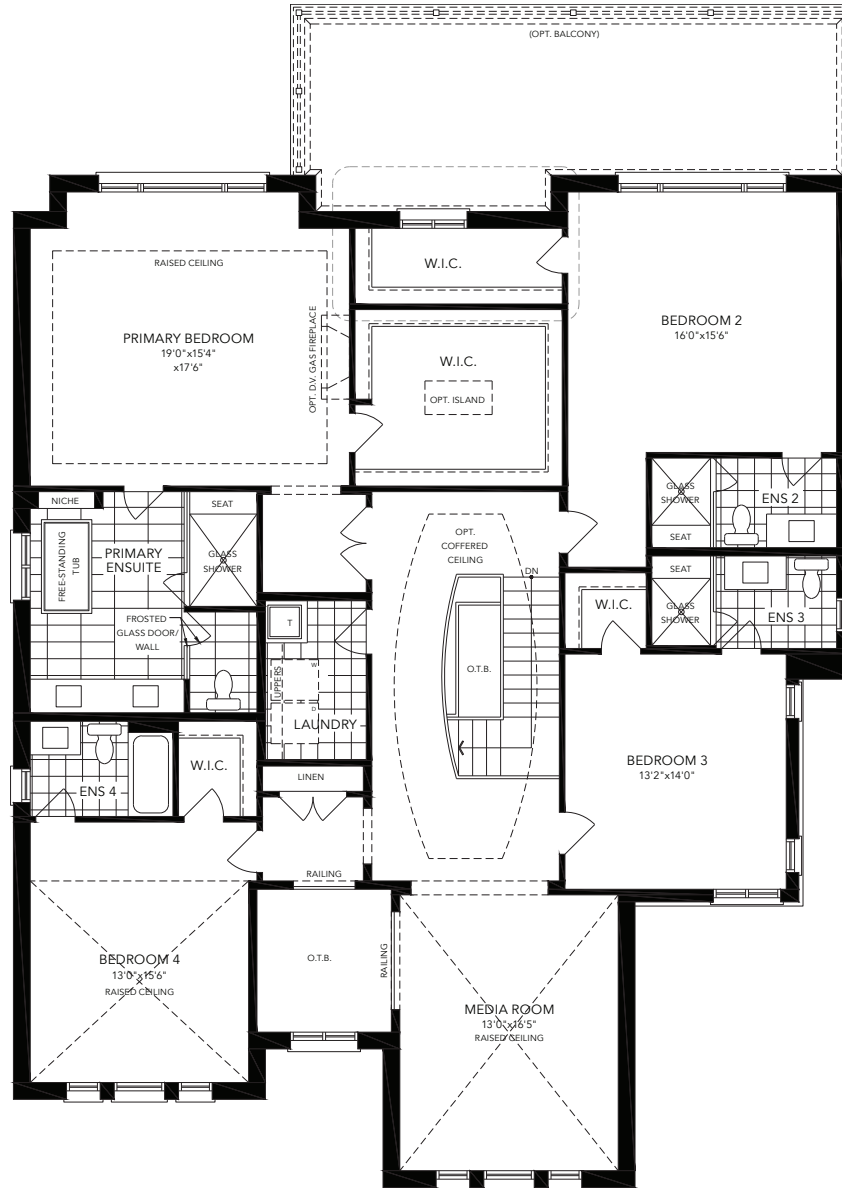 (OPT. BALCONY)
RAISED CEILING
PRIMARY BEDROOM
19'0"x15'4"
x17'6"
OPT. D.V. GAS FIREPLACE
W.I.C.
W.I.C.
OPT. ISLAND
BEDROOM 2
16'0"x15'6"
NICHE
FREE-STANDING
TUB
PRIMARY
ENSUITE
SEAT
GLASS
SHOWER
FROSTED
GLASS DOOR/
WALL
OPT.
COFFERED
CEILING
DN
O.T.B.
GLASS
SHOWER
SEAT
ENS 2
SEAT
GLASS
SHOWER
ENS 3
W.I.C.
T
UPPERS
W
D
LAUNDRY
LINEN
BEDROOM 3
13'2"x14'0"
ENS 4
W.I.C.
RAILING
BEDROOM 4
13'0"x15'6"
RAISED CEILING
O.T.B.
RAILING
MEDIA ROOM
13'0"x16'5"
RAISED CEILING